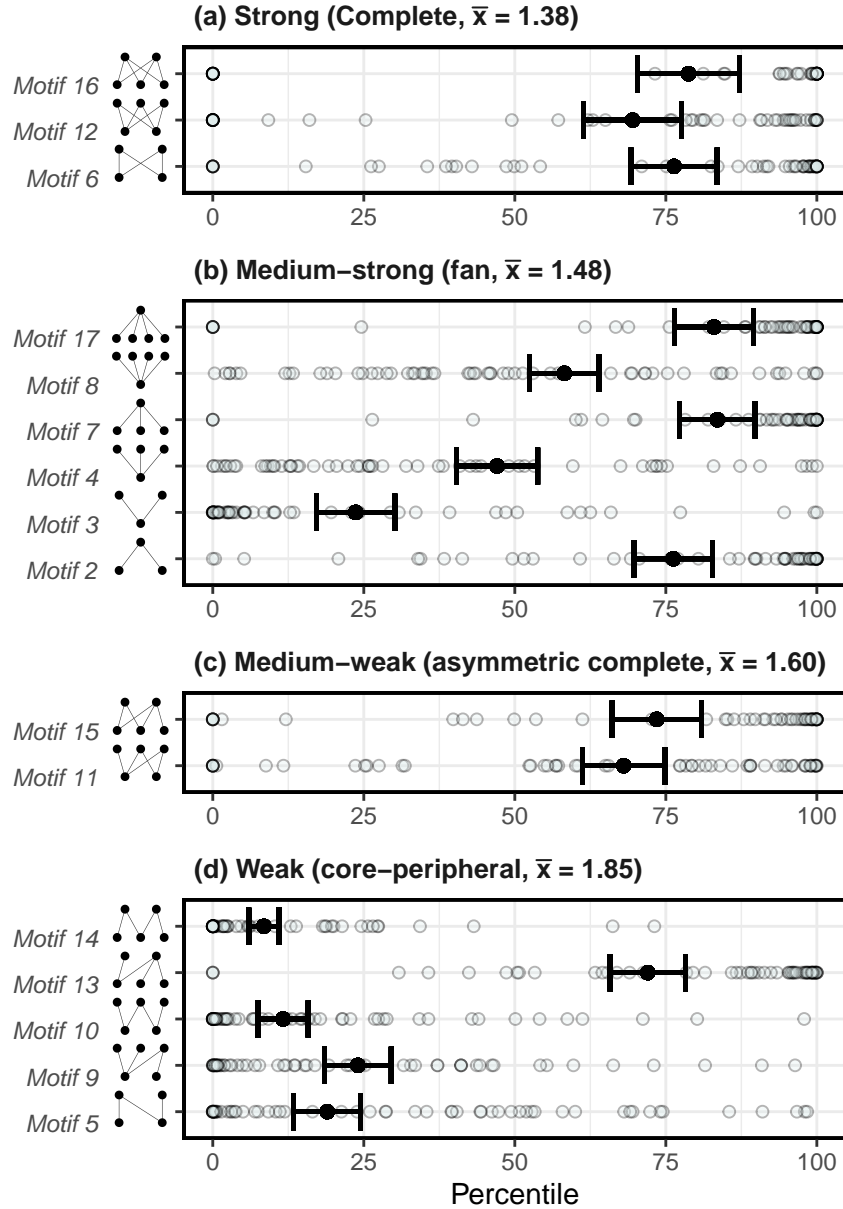 (a) Strong (Complete, x̅ = 1.38)
Motif 16
Motif 12
Motif 6
0 25 50 75 100
(b) Medium−strong (fan, x̅ = 1.48)
Motif 17
Motif 8
Motif 7
Motif 4
Motif 3
Motif 2
0 25 50 75 100
(c) Medium−weak (asymmetric complete, x̅ = 1.60)
Motif 15
Motif 11
0 25 50 75 100
(d) Weak (core−peripheral, x̅ = 1.85)
Motif 14
Motif 13
Motif 10
Motif 9
Motif 5
0 25 50 75 100
Percentile